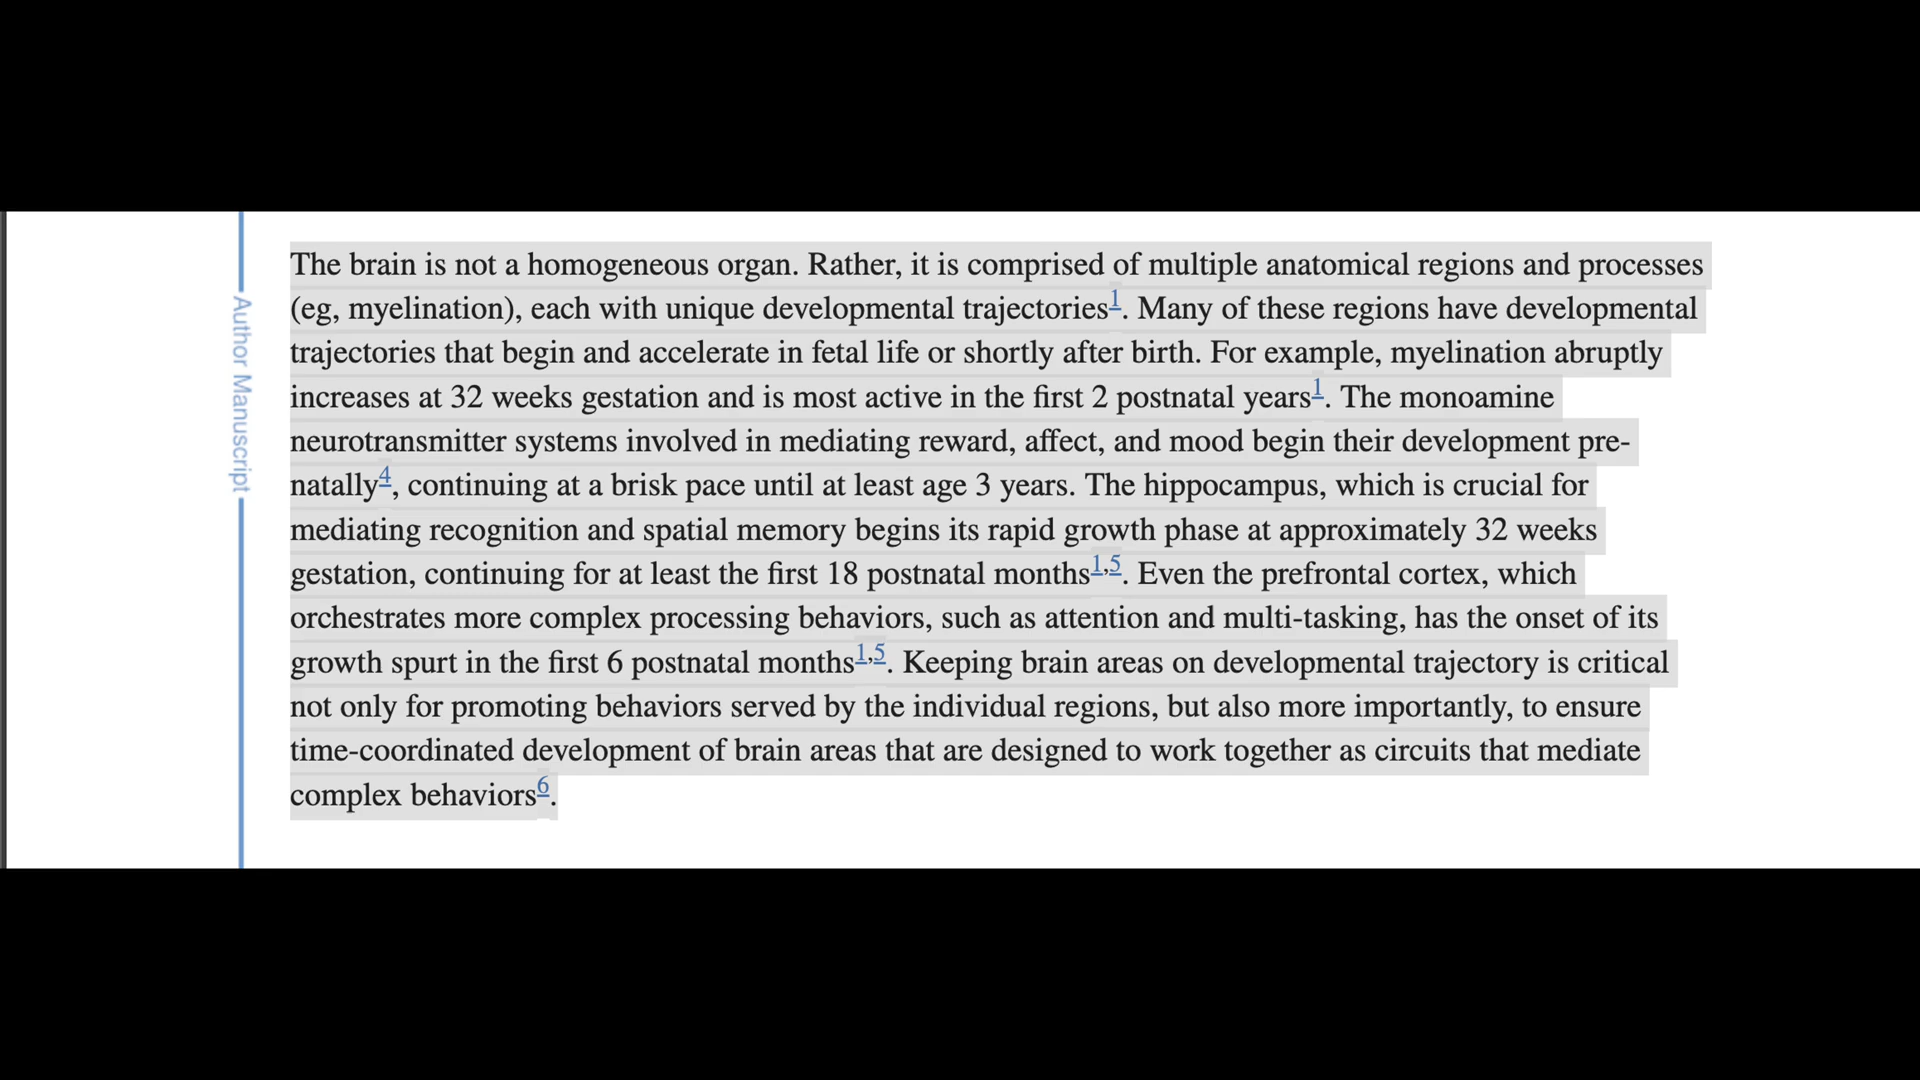 Author Manuscript
The brain is not a homogeneous organ. Rather, it is comprised of multiple anatomical regions and processes
(eg, myelination), each with unique developmental trajectories1. Many of these regions have developmental
trajectories that begin and accelerate in fetal life or shortly after birth. For example, myelination abruptly
increases at 32 weeks gestation and is most active in the first 2 postnatal years1. The monoamine
neurotransmitter systems involved in mediating reward, affect, and mood begin their development pre-
natally4, continuing at a brisk pace until at least age 3 years. The hippocampus, which is crucial for
mediating recognition and spatial memory begins its rapid growth phase at approximately 32 weeks
gestation, continuing for at least the first 18 postnatal months1,5. Even the prefrontal cortex, which
orchestrates more complex processing behaviors, such as attention and multi-tasking, has the onset of its
growth spurt in the first 6 postnatal months1,5. Keeping brain areas on developmental trajectory is critical
not only for promoting behaviors served by the individual regions, but also more importantly, to ensure
time-coordinated development of brain areas that are designed to work together as circuits that mediate
complex behaviors6.